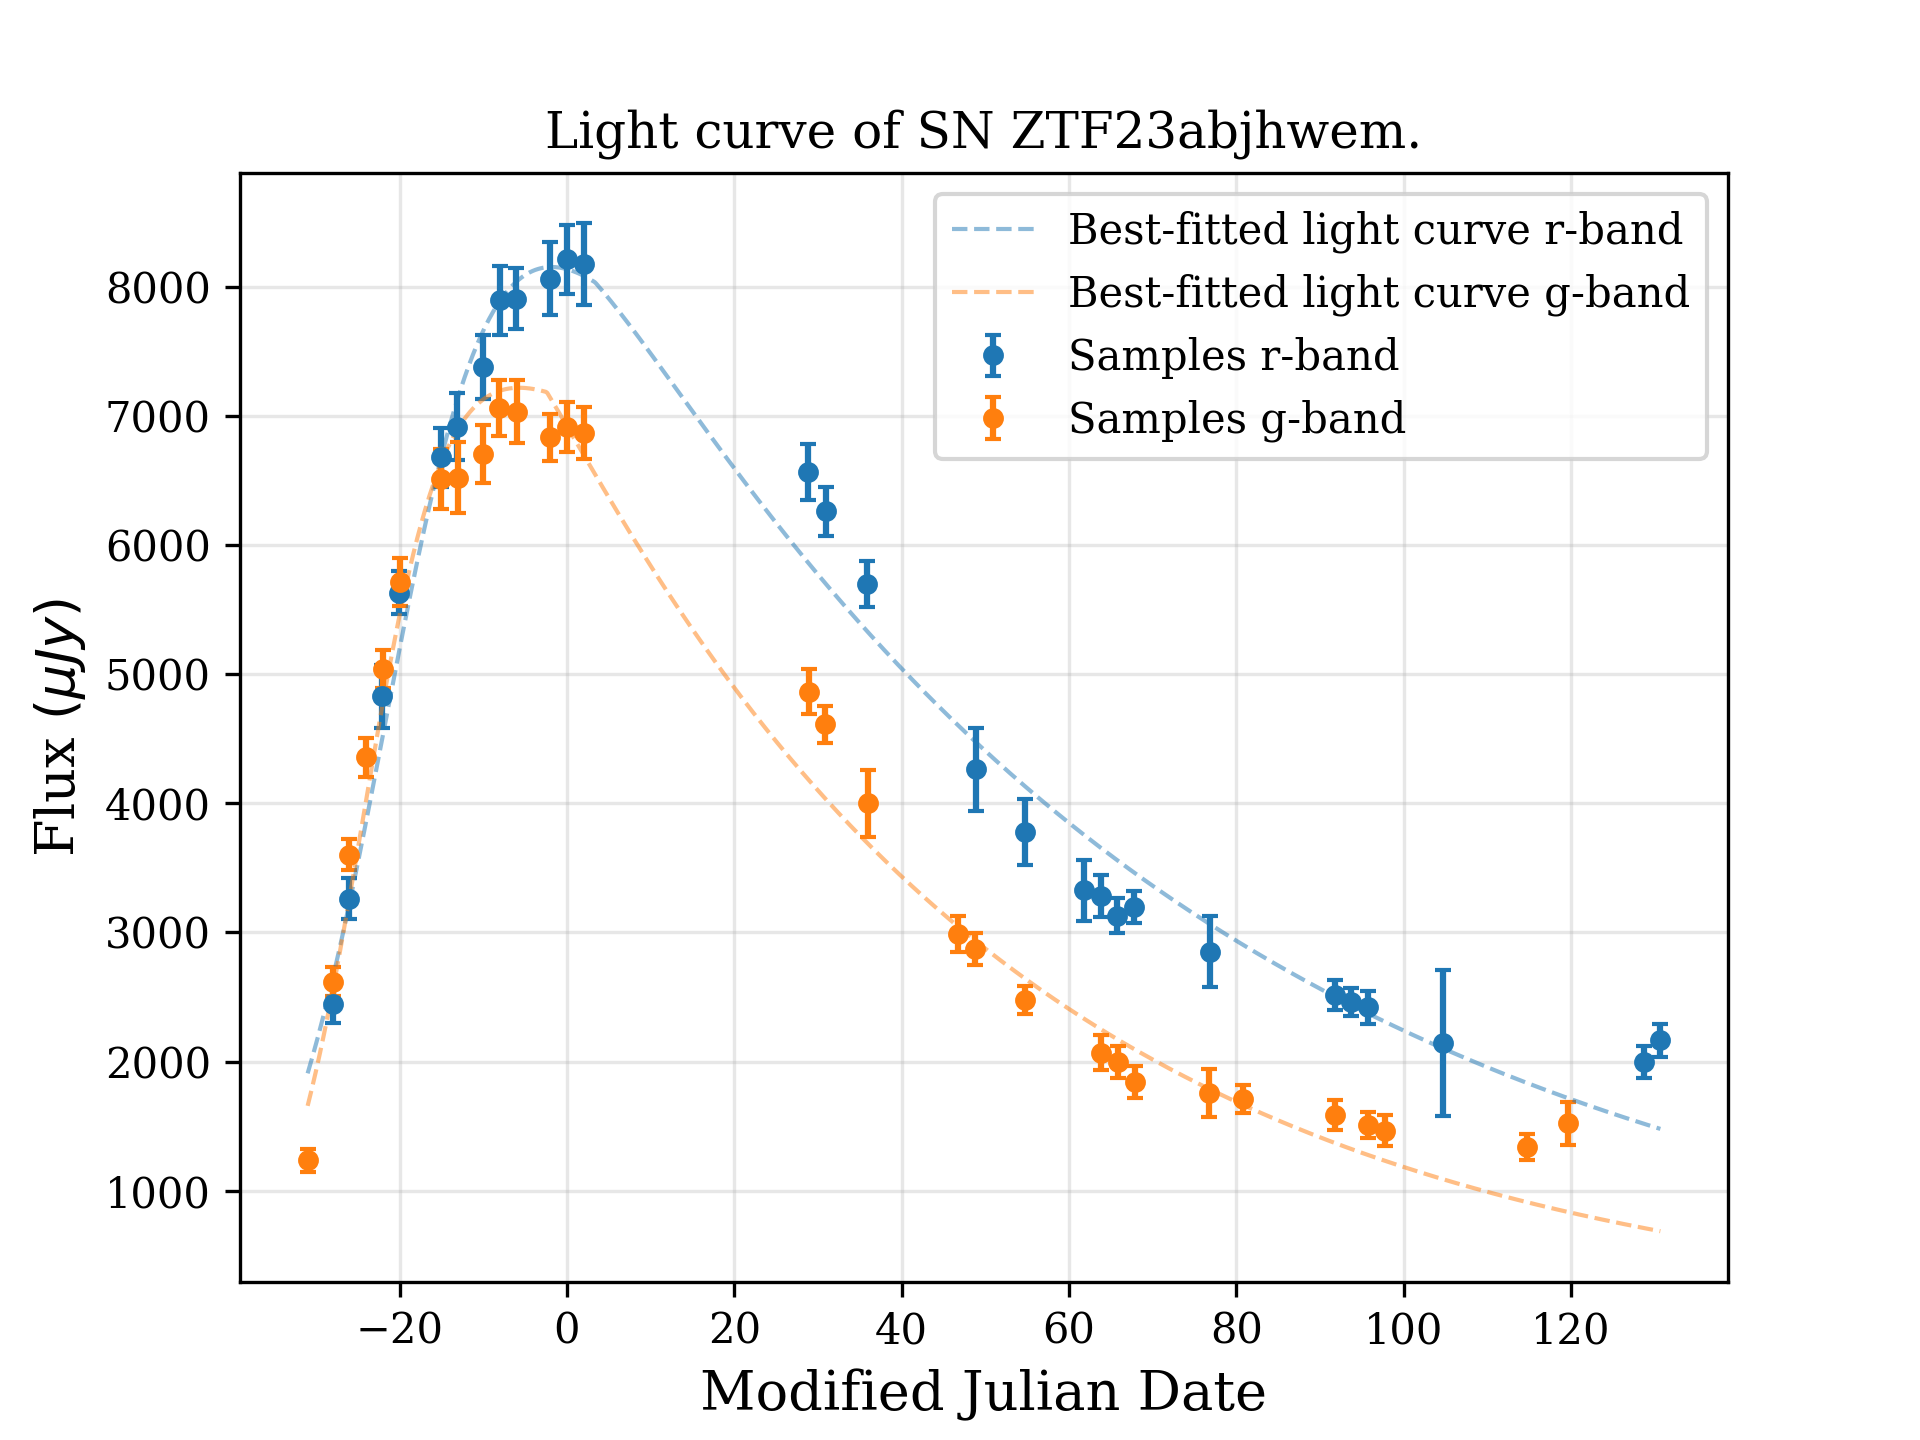 Light curve of SN ZTF23abjhwem.
Best-fitted light curve r-band
Best-fitted light curve g-band
Samples r-band
Samples g-band
8000
7000
6000
5000
4000
3000
2000
1000
Flux (μJy)
−20 0 20 40 60 80 100 120
Modified Julian Date